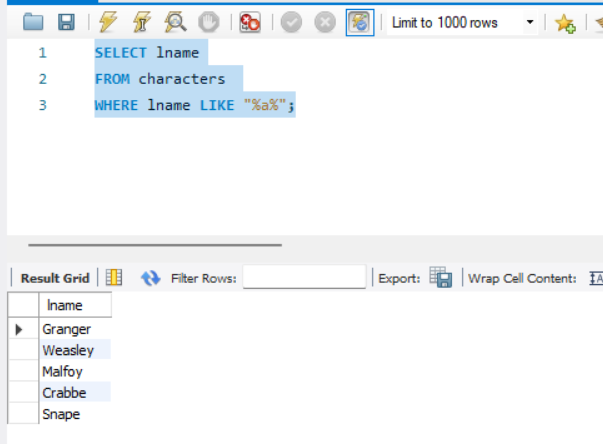 Limit to 1000 rows
1 SELECT lname
2 FROM characters
3 WHERE lname LIKE "%a%";
Result Grid Filter Rows: Export: Wrap Cell Content:
lname
Granger
Weasley
Malfoy
Crabbe
Snape